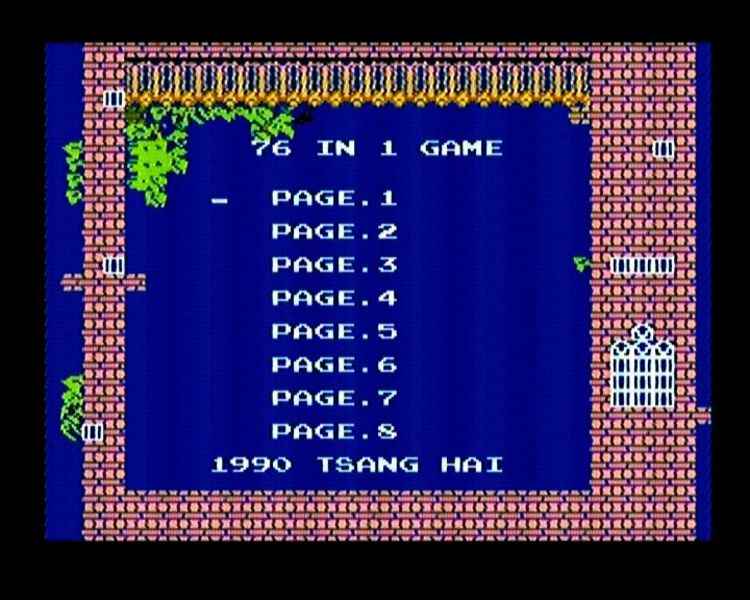 76 IN 1 GAME
– PAGE.1
PAGE.2
PAGE.3
PAGE.4
PAGE.5
PAGE.6
PAGE.7
PAGE.8
1990 TSANG HAI